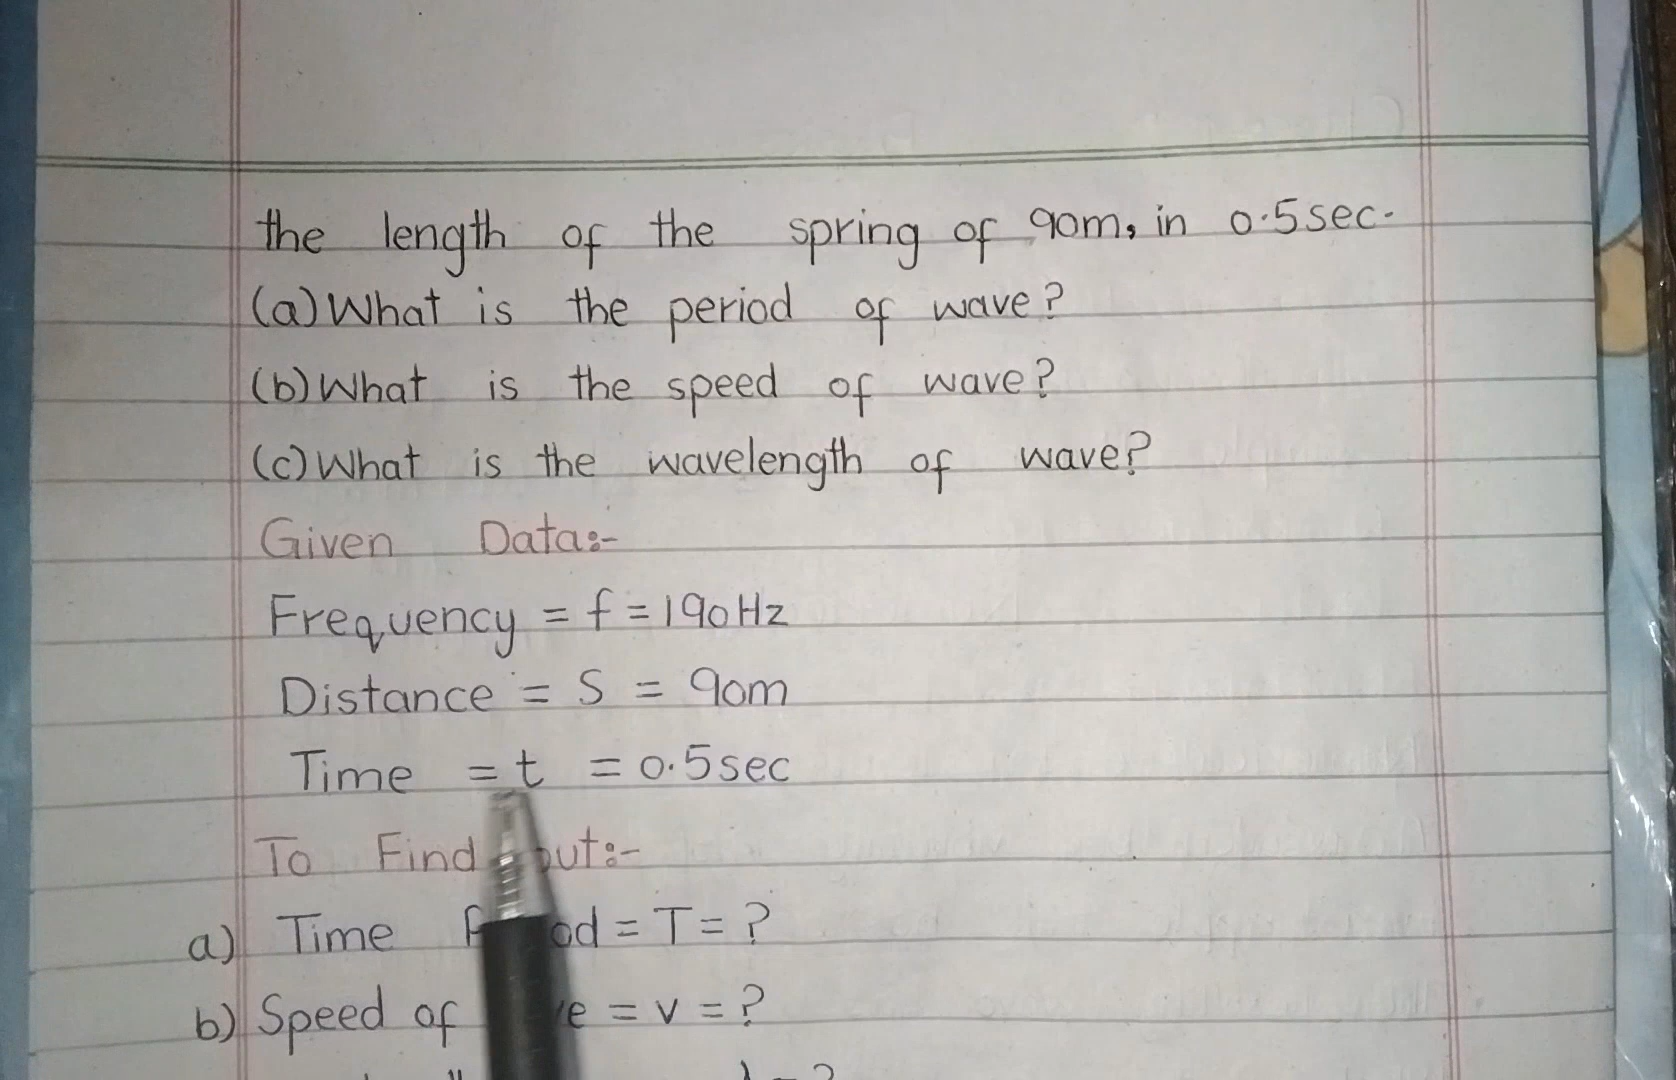 the length of the spring of 90m, in 0.5sec.
(a) What is the period of wave?
(b) What is the speed of wave?
(c) What is the wavelength of wave?
Given Data:-
Frequency = f = 190Hz
Distance = S = 90m
Time = t = 0.5sec
To Find out:-
a) Time = T = ?
b) Speed of = v = ?